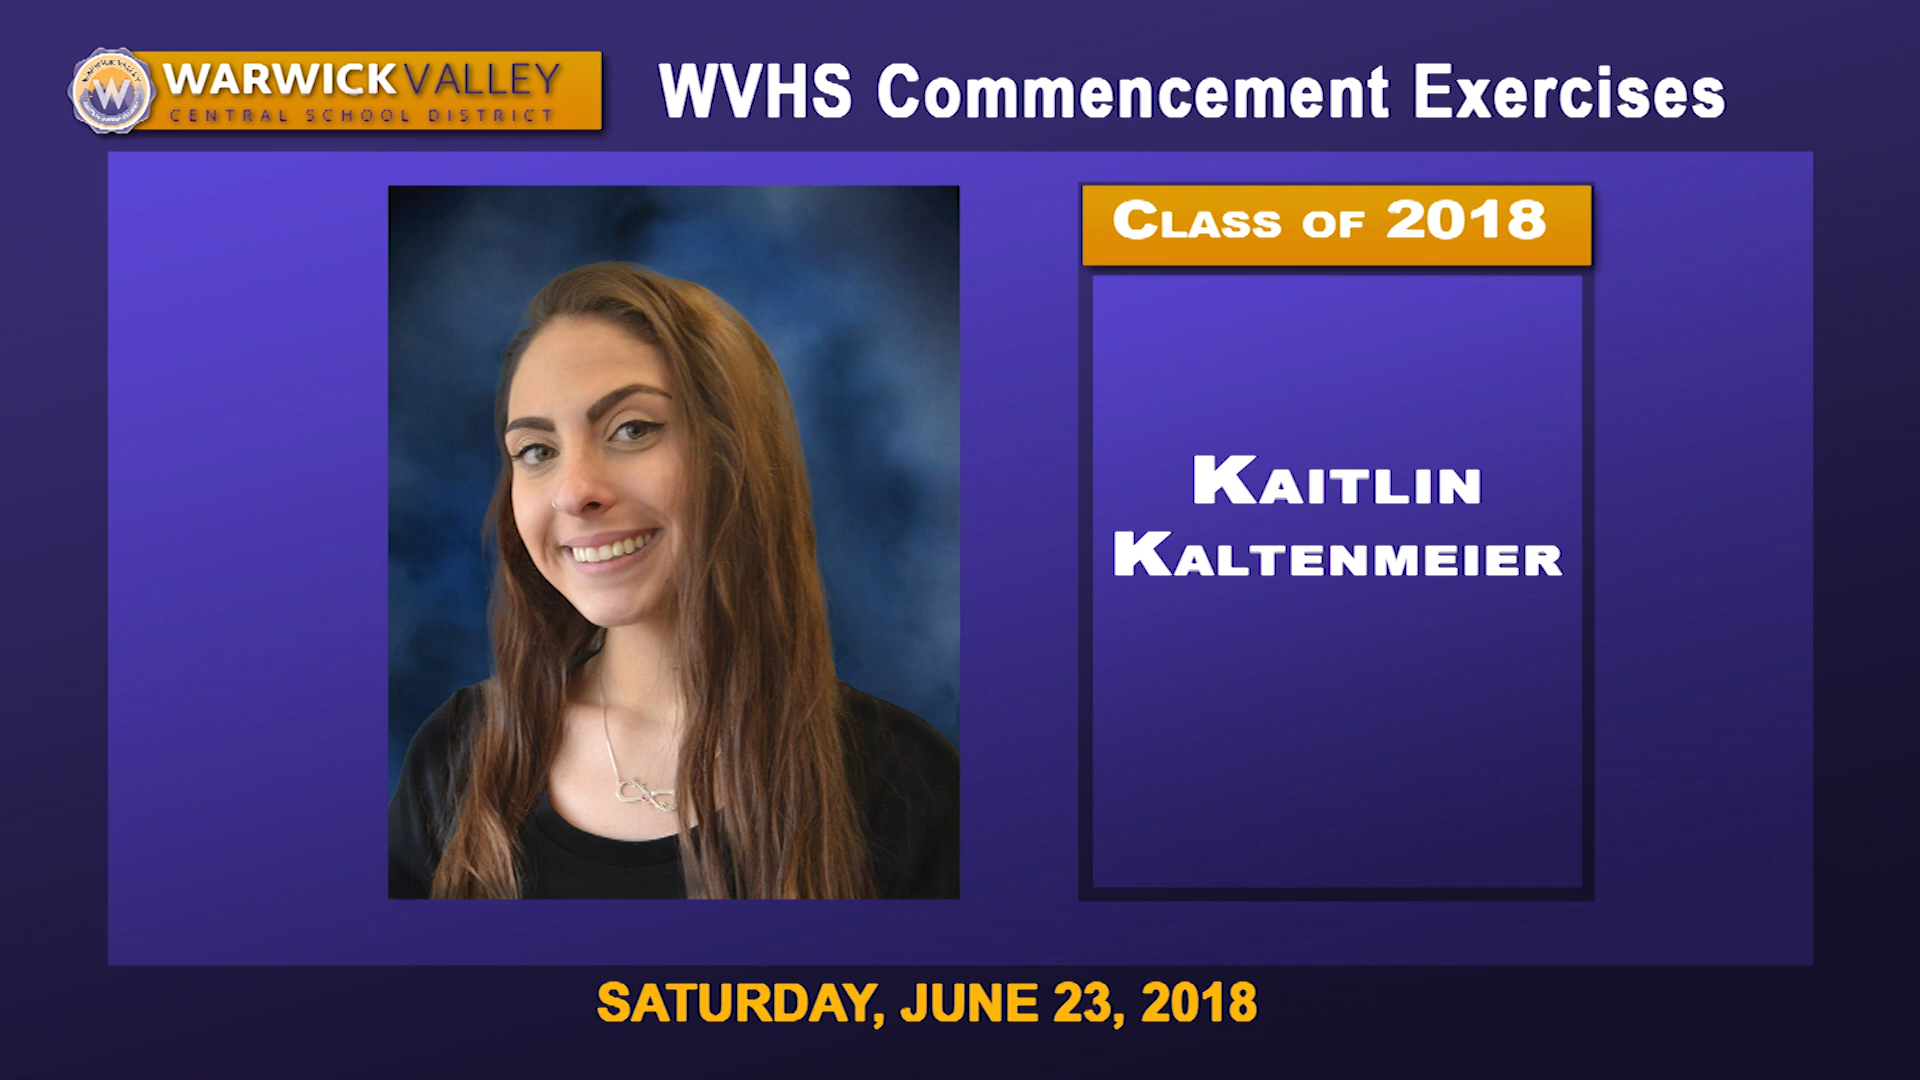 WARWICK VALLEY
CENTRAL SCHOOL DISTRICT
W
WVHS Commencement Exercises
CLASS OF 2018
KAITLIN
KALTENMEIER
SATURDAY, JUNE 23, 2018